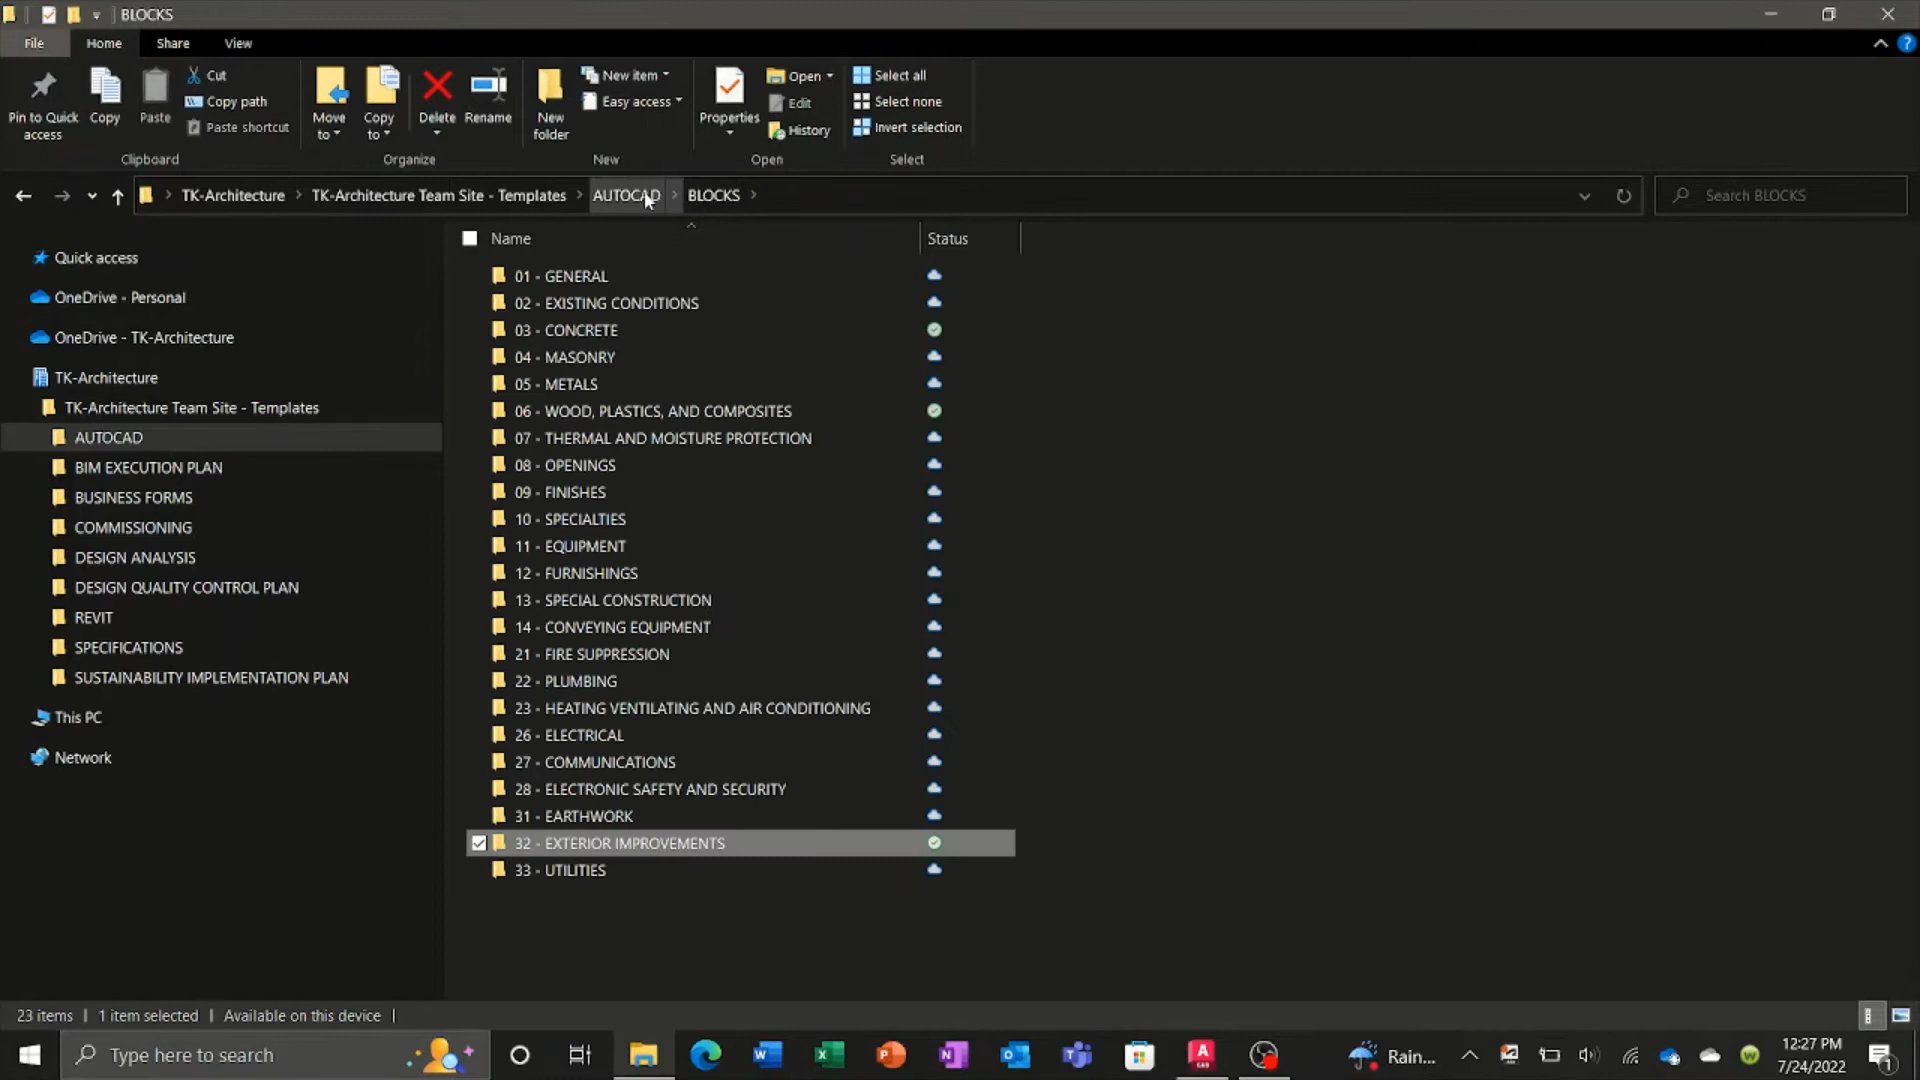 BLOCKS
File Home Share View
Pin to Quick access
Copy
Paste
Cut
Copy path
Paste shortcut
Move to
Copy to
Delete
Rename
New folder
New item
Easy access
Properties
Open
Edit
History
Select all
Select none
Invert selection
Clipboard Organize New Open Select
TK-Architecture TK-Architecture Team Site - Templates AUTOCAD BLOCKS
Search BLOCKS
Quick access
OneDrive - Personal
OneDrive - TK-Architecture
TK-Architecture
TK-Architecture Team Site - Templates
AUTOCAD
BIM EXECUTION PLAN
BUSINESS FORMS
COMMISSIONING
DESIGN ANALYSIS
DESIGN QUALITY CONTROL PLAN
REVIT
SPECIFICATIONS
SUSTAINABILITY IMPLEMENTATION PLAN
This PC
Network
Name Status
01 - GENERAL
02 - EXISTING CONDITIONS
03 - CONCRETE
04 - MASONRY
05 - METALS
06 - WOOD, PLASTICS, AND COMPOSITES
07 - THERMAL AND MOISTURE PROTECTION
08 - OPENINGS
09 - FINISHES
10 - SPECIALTIES
11 - EQUIPMENT
12 - FURNISHINGS
13 - SPECIAL CONSTRUCTION
14 - CONVEYING EQUIPMENT
21 - FIRE SUPPRESSION
22 - PLUMBING
23 - HEATING VENTILATING AND AIR CONDITIONING
26 - ELECTRICAL
27 - COMMUNICATIONS
28 - ELECTRONIC SAFETY AND SECURITY
31 - EARTHWORK
32 - EXTERIOR IMPROVEMENTS
33 - UTILITIES
23 items | 1 item selected | Available on this device |
Type here to search
Rain...
12:27 PM
7/24/2022
1